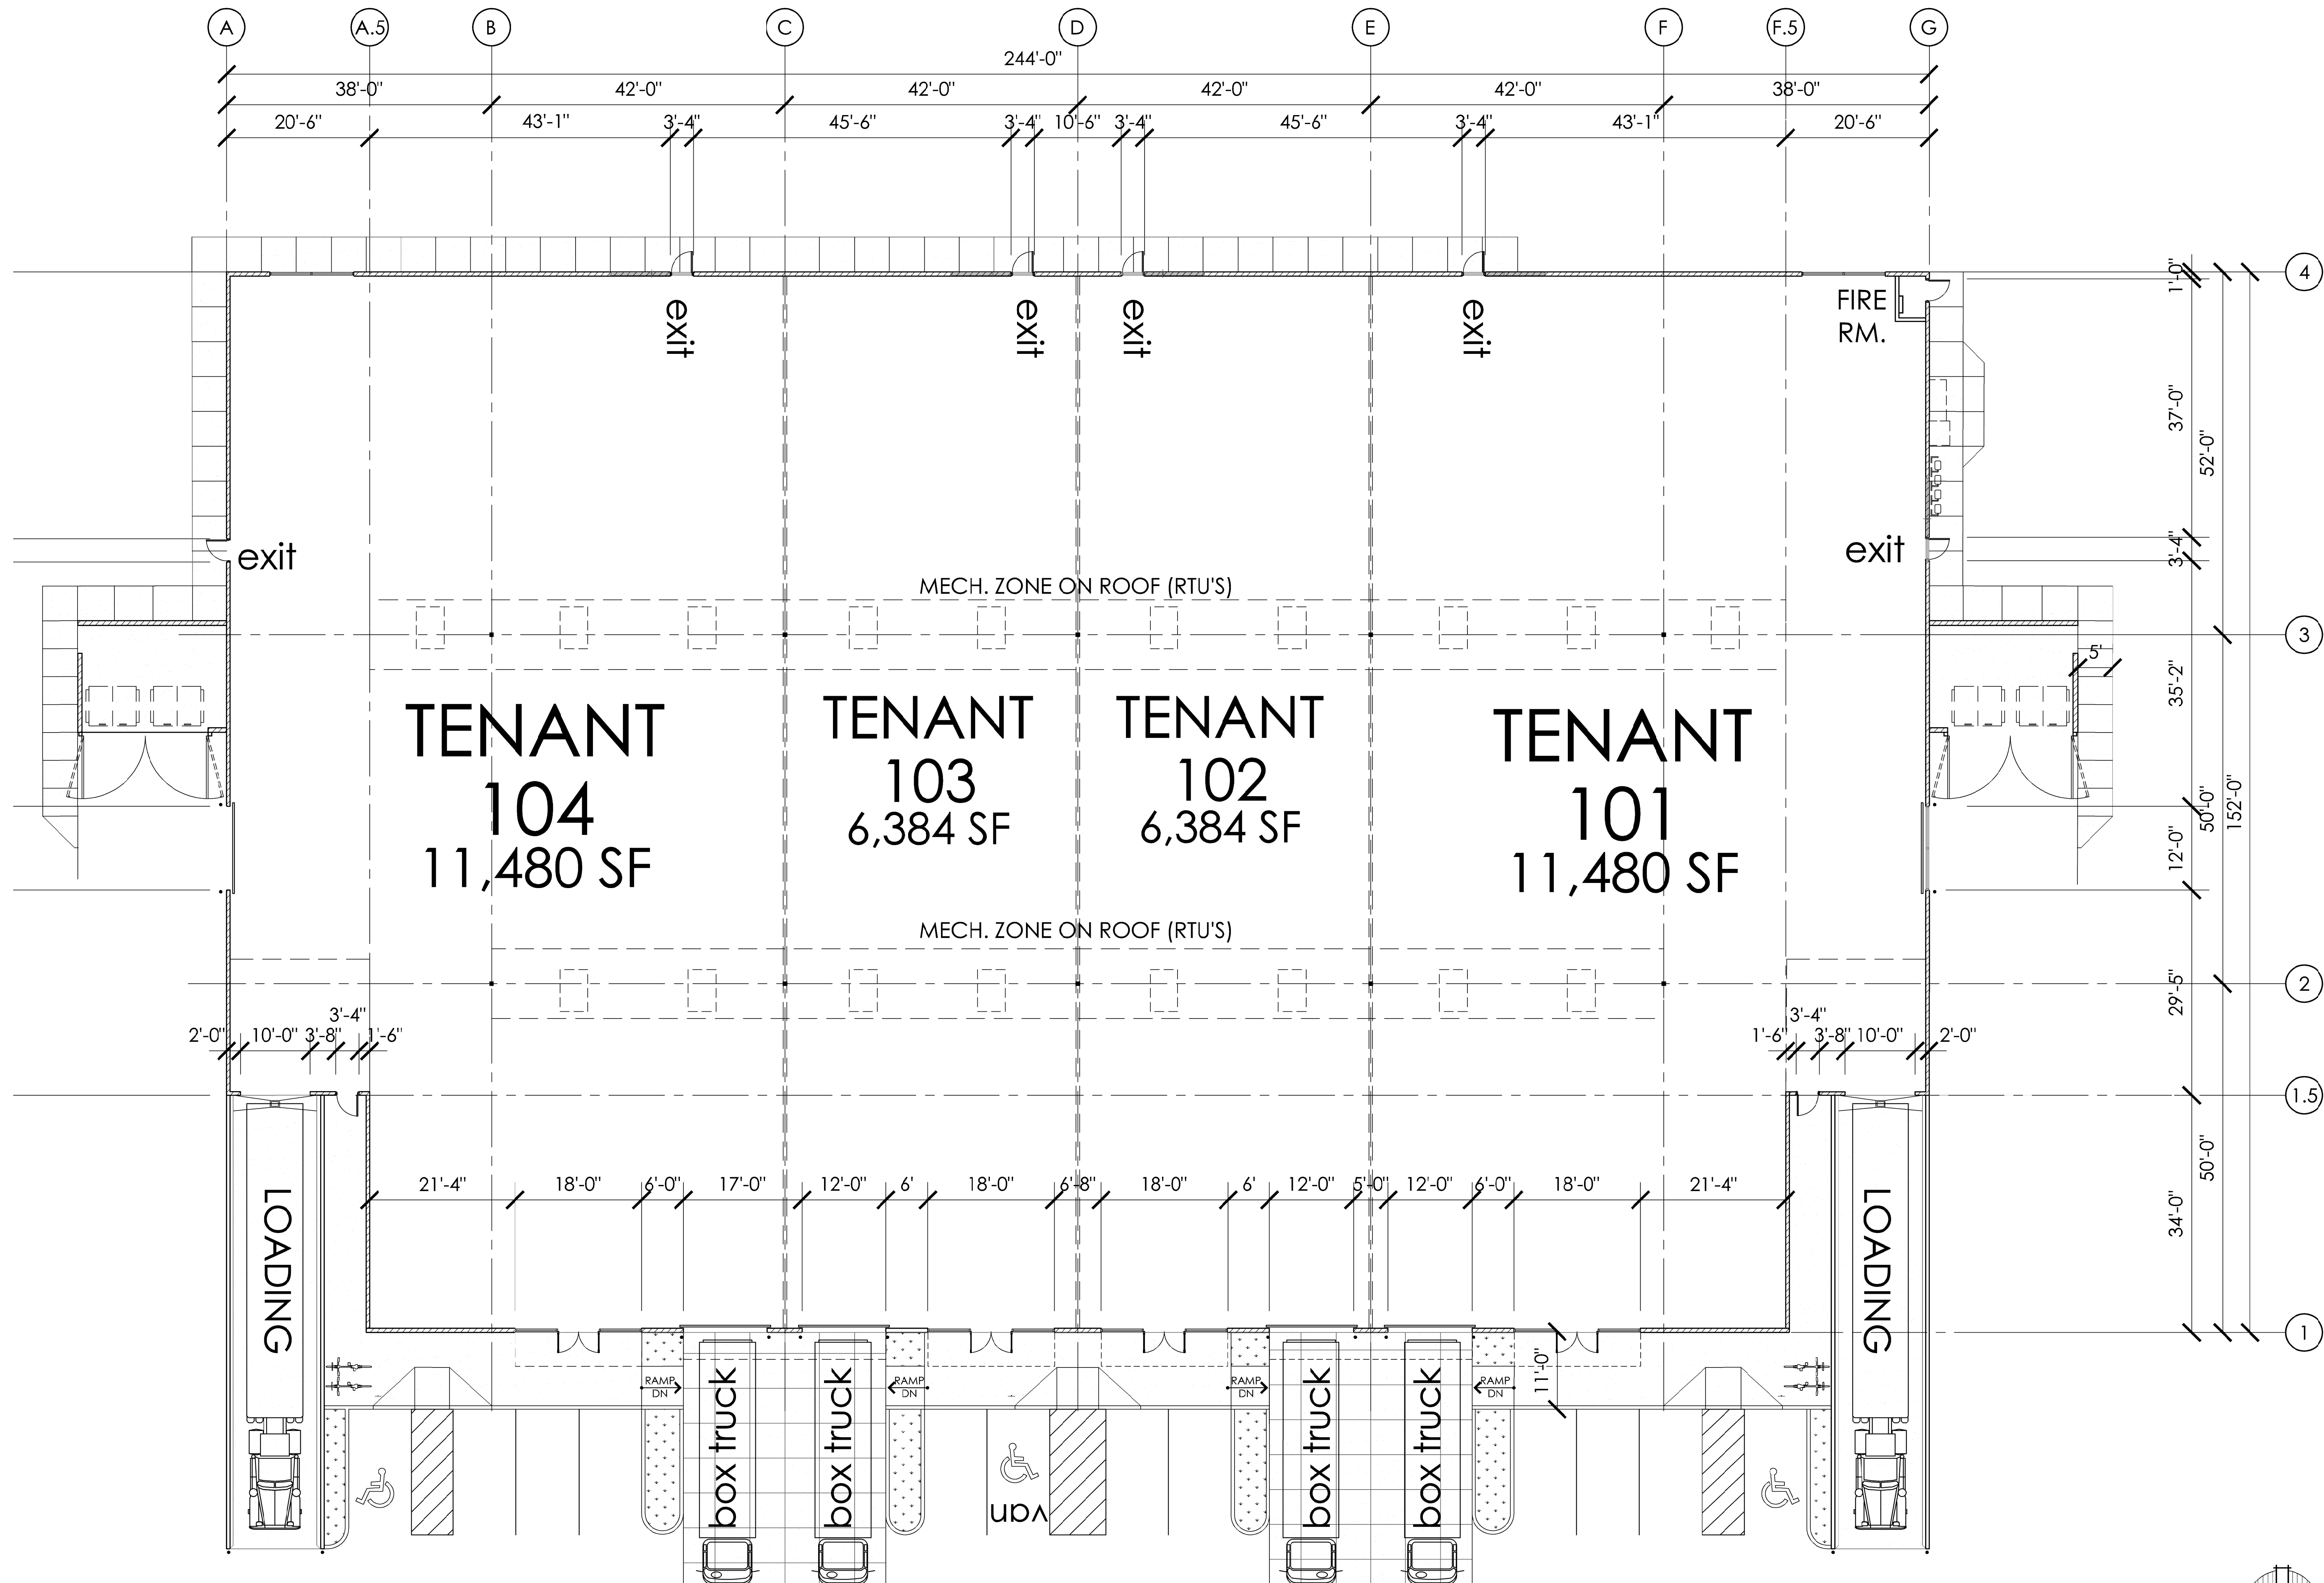 A A.5 B C D E F F.5 G
244'-0"
38'-0" 42'-0" 42'-0" 42'-0" 42'-0" 38'-0"
20'-6" 43'-1" 3'-4" 45'-6" 3'-4" 10'-6" 3'-4" 45'-6" 3'-4" 43'-1" 20'-6"
4
1'-0"
exit exit exit exit
FIRE
RM.
37'-0"
52'-0"
exit
exit
3'-4"
MECH. ZONE ON ROOF (RTU'S)
3
5'
35'-2"
TENANT
104
11,480 SF
TENANT
103
6,384 SF
TENANT
102
6,384 SF
TENANT
101
11,480 SF
50'-0"
152'-0"
12'-0"
MECH. ZONE ON ROOF (RTU'S)
2
29'-5"
3'-4"
2'-0" 10'-0" 3'-8" 1'-6"
3'-4"
1'-6" 3'-8" 10'-0" 2'-0"
1.5
50'-0"
34'-0"
21'-4" 18'-0" 6'-0" 17'-0" 12'-0" 6' 18'-0" 6'-8" 18'-0" 6' 12'-0" 5'-0" 12'-0" 6'-0" 18'-0" 21'-4"
LOADING
LOADING
1
11'-0"
RAMP
DN
RAMP
DN
RAMP
DN
RAMP
DN
box truck
box truck
box truck
box truck
van